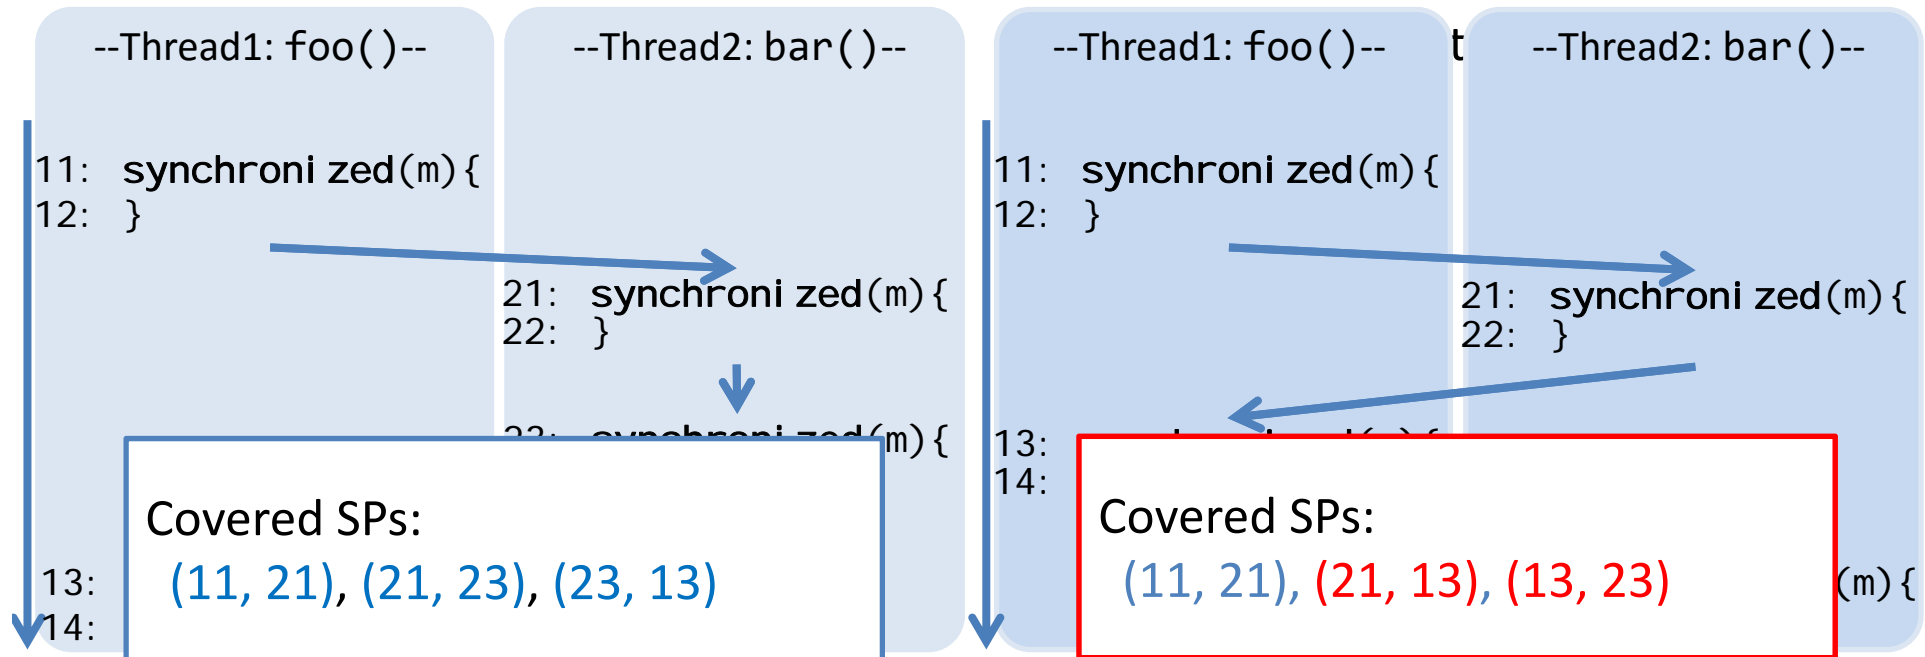 --Thread1: foo()--
11: synchronized(m){
12: }
13:
14:
--Thread2: bar()--
21: synchronized(m){
22: }
23: synchronized(m){
Covered SPs:
(11, 21), (21, 23), (23, 13)
--Thread1: foo()--
t
11: synchronized(m){
12: }
13:
14:
--Thread2: bar()--
21: synchronized(m){
22: }
(m){
Covered SPs:
(11, 21), (21, 13), (13, 23)